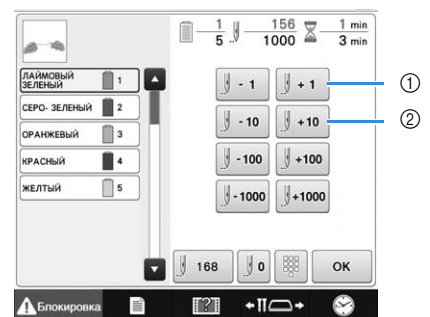 1 156 1 min
5 1000 3 min
ЛАЙМОВЫЙ
ЗЕЛЕНЫЙ 1
СЕРО- ЗЕЛЕНЫЙ 2
ОРАНЖЕВЫЙ 3
КРАСНЫЙ 4
ЖЕЛТЫЙ 5
- 1 + 1 ①
- 10 +10 ②
- 100 +100
- 1000 +1000
168 0 OK
Блокировка ?